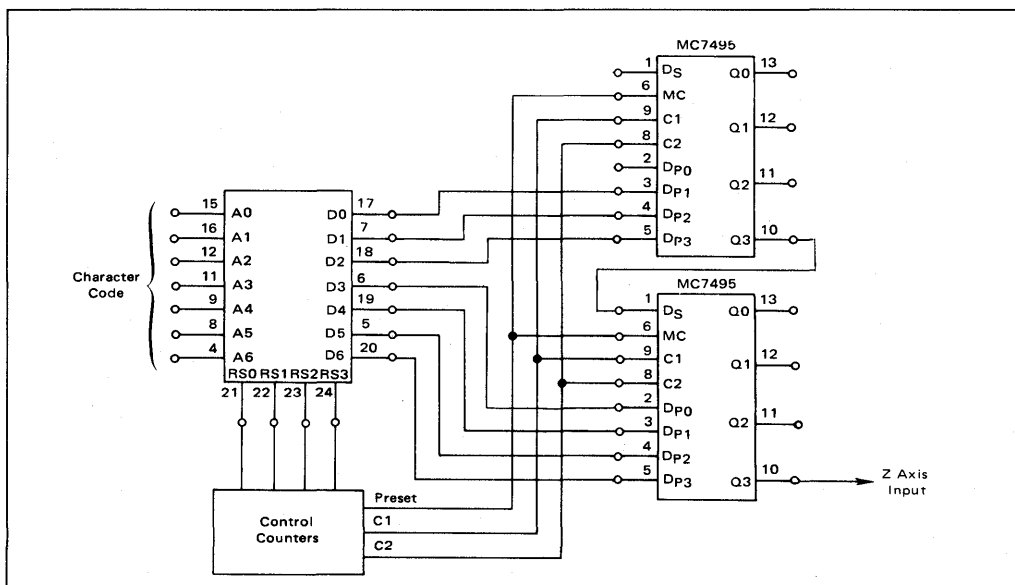 MC7495
1 DS Q0 13
6 MC
9 C1 Q1 12
8 C2
2 DP0 Q2 11
3 DP1
4 DP2
5 DP3 Q3 10
Character
Code
15 A0 D0 17
16 A1 D1 7
12 A2 D2 18
11 A3 D3 6
9 A4 D4 19
8 A5 D5 5
4 A6 D6 20
RS0 RS1 RS2 RS3
21 22 23 24
MC7495
1 DS Q0 13
6 MC
9 C1 Q1 12
8 C2
2 DP0 Q2 11
3 DP1
4 DP2
5 DP3 Q3 10
Z Axis
Input
Control
Counters
Preset
C1
C2